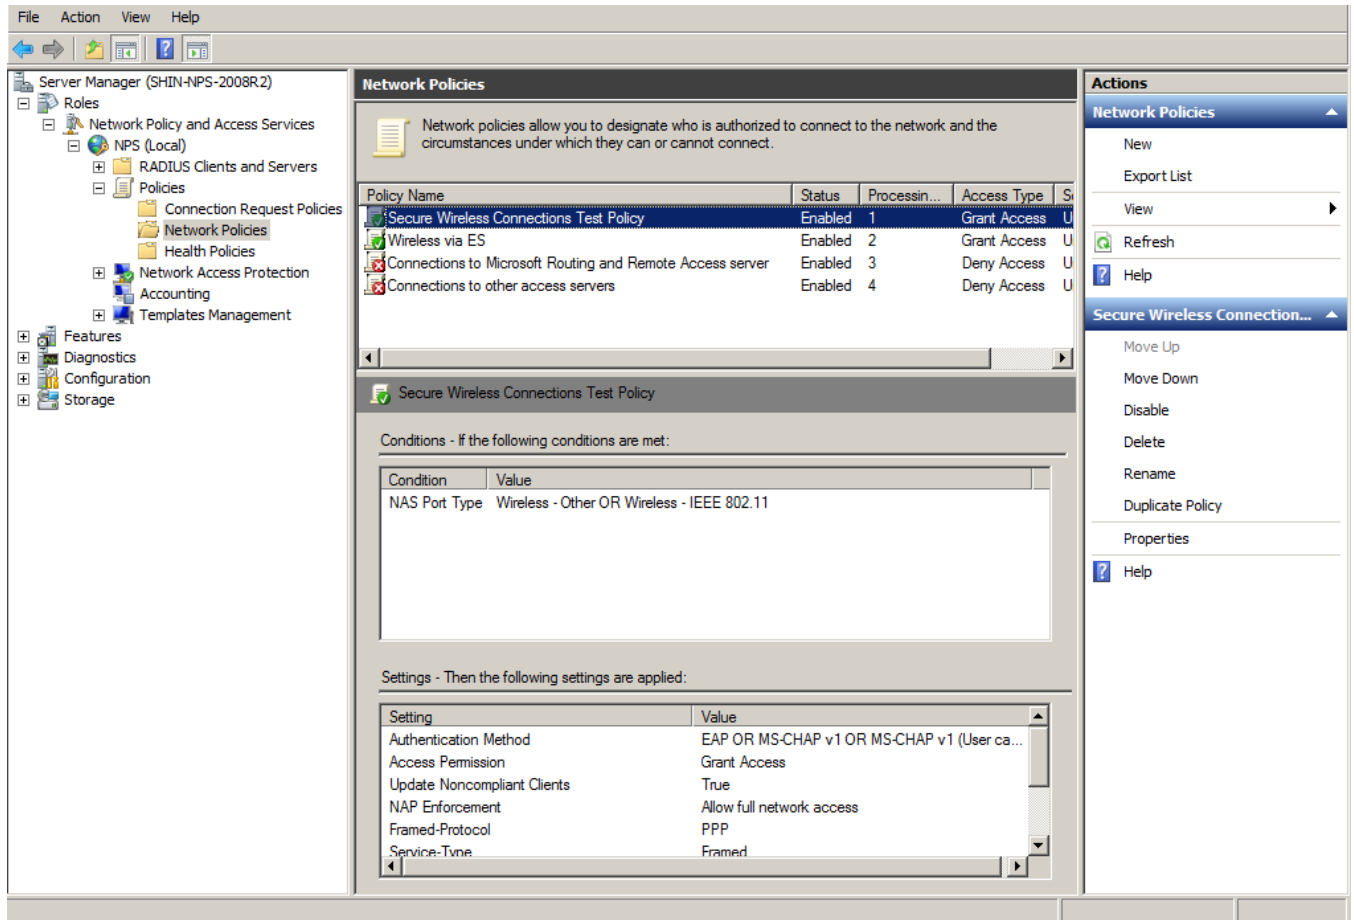 File Action View Help
Server Manager (SHIN-NPS-2008R2)
Roles
Network Policy and Access Services
NPS (Local)
RADIUS Clients and Servers
Policies
Connection Request Policies
Network Policies
Health Policies
Network Access Protection
Accounting
Templates Management
Features
Diagnostics
Configuration
Storage
Network Policies
Network policies allow you to designate who is authorized to connect to the network and the
circumstances under which they can or cannot connect.
Policy Name Status Processin... Access Type
Secure Wireless Connections Test Policy Enabled 1 Grant Access
Wireless via ES Enabled 2 Grant Access
Connections to Microsoft Routing and Remote Access server Enabled 3 Deny Access
Connections to other access servers Enabled 4 Deny Access
Secure Wireless Connections Test Policy
Conditions - If the following conditions are met:
Condition Value
NAS Port Type Wireless - Other OR Wireless - IEEE 802.11
Settings - Then the following settings are applied:
Setting Value
Authentication Method EAP OR MS-CHAP v1 OR MS-CHAP v1 (User ca...
Access Permission Grant Access
Update Noncompliant Clients True
NAP Enforcement Allow full network access
Framed-Protocol PPP
Service-Type Framed
Actions
Network Policies
New
Export List
View
Refresh
Help
Secure Wireless Connection...
Move Up
Move Down
Disable
Delete
Rename
Duplicate Policy
Properties
Help